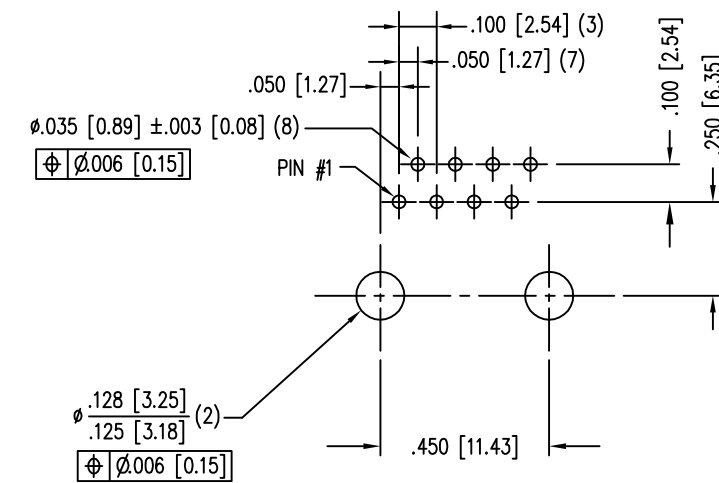 .100 [2.54] (3)
.050 [1.27] (7)
.050 [1.27]
.100 [2.54]
.250 [6.35]
ø.035 [0.89] ±.003 [0.08] (8)
⌖ Ø.006 [0.15]
PIN #1
ø .128 [3.25]
.125 [3.18] (2)
⌖ Ø.006 [0.15]
.450 [11.43]